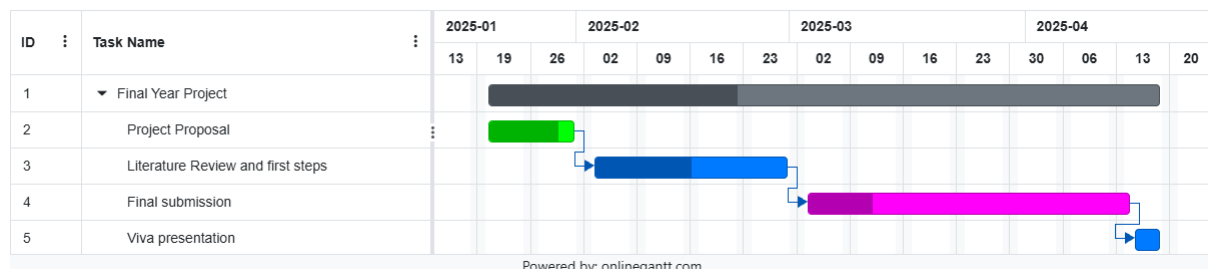 ID Task Name 2025-01 2025-02 2025-03 2025-04
13 19 26 02 09 16 23 02 09 16 23 30 06 13 20
1 Final Year Project
2 Project Proposal
3 Literature Review and first steps
4 Final submission
5 Viva presentation
Powered by: onlinegantt.com